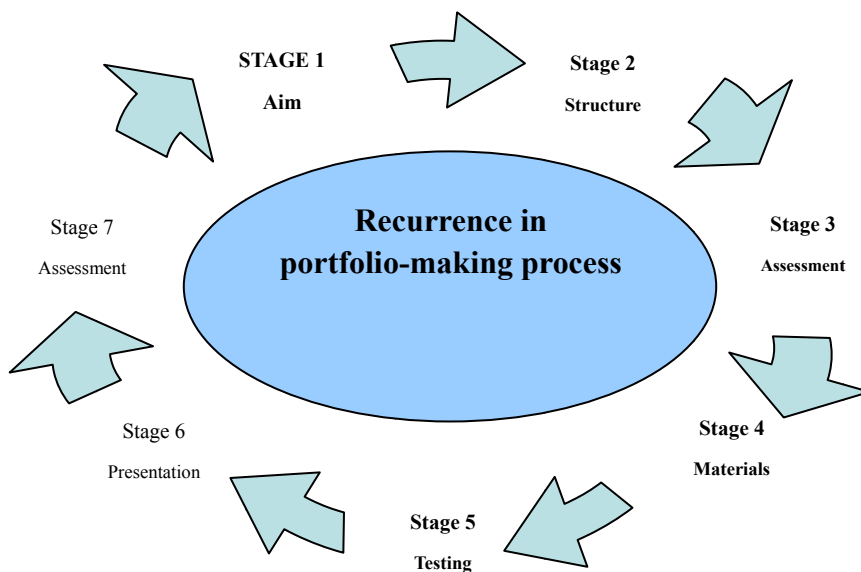 STAGE 1
Aim
Stage 2
Structure
Stage 3
Assessment
Stage 4
Materials
Stage 5
Testing
Stage 6
Presentation
Stage 7
Assessment
Recurrence in
portfolio-making process